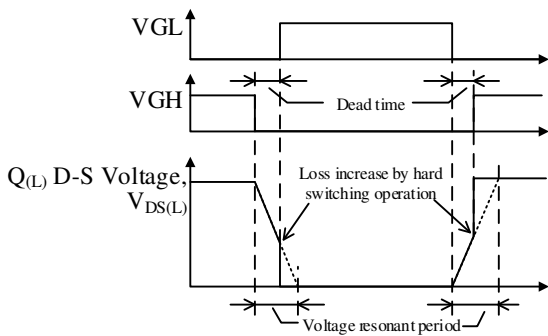 VGL
VGH
Dead time
Q(L) D-S Voltage,
VDS(L)
Loss increase by hard
switching operation
Voltage resonant period